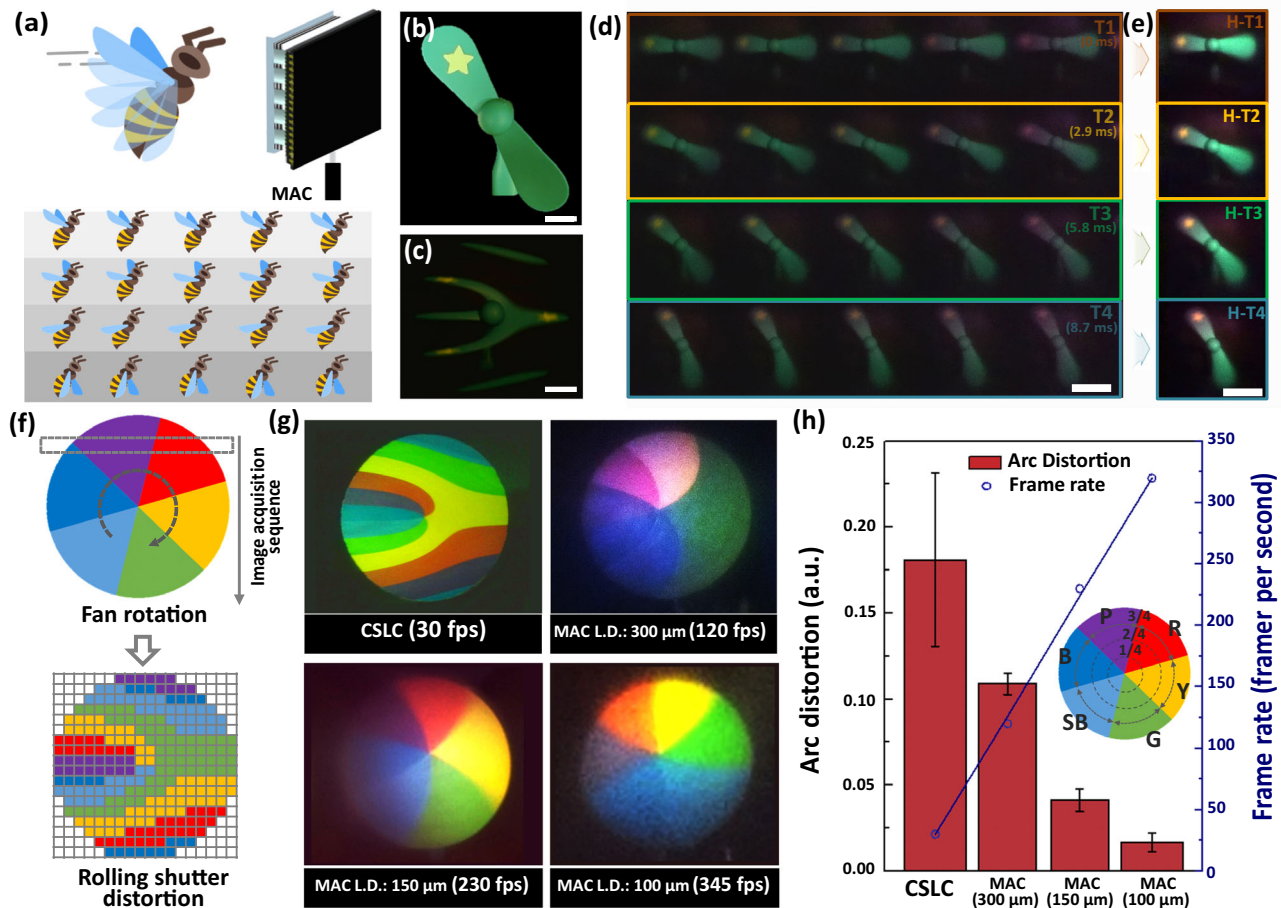 (a)
MAC
(b)
(c)
(d)
T1
T2
(2.9 ms)
T3
(5.8 ms)
T4
(8.7 ms)
(e)
H-T1
H-T2
H-T3
H-T4
(f)
Image acquisition
sequence
Fan rotation
Rolling shutter
distortion
(g)
CSLC (30 fps)
MAC L.D.: 300 µm (120 fps)
MAC L.D.: 150 µm (230 fps)
MAC L.D.: 100 µm (345 fps)
(h)
Arc distortion (a.u.)
0.25
0.20
0.15
0.10
0.05
0.00
Arc Distortion
Frame rate
P
R
B
Y
SB
G
3/4
2/4
1/4
CSLC
MAC
(300 µm)
MAC
(150 µm)
MAC
(100 µm)
350
300
250
200
150
100
50
0
Frame rate (framer per second)